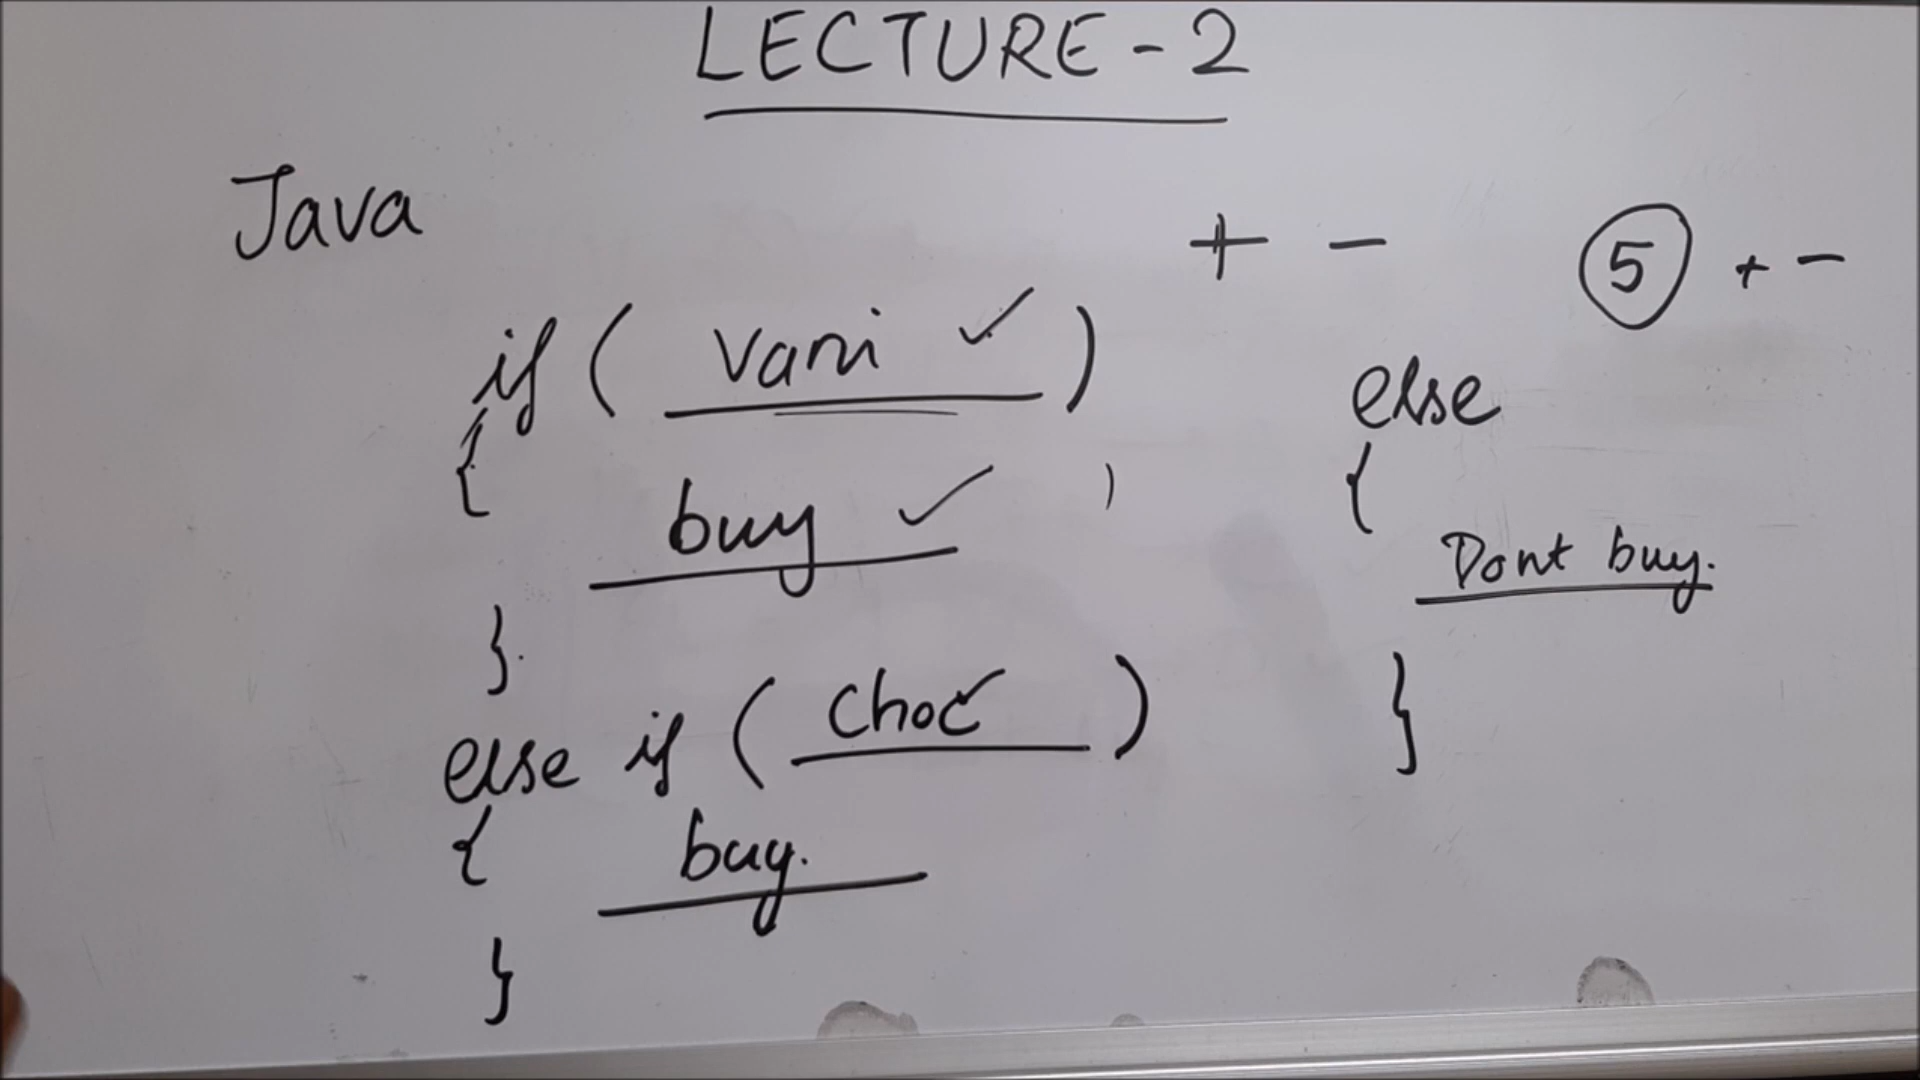 LECTURE - 2
Java
+ - 5 + -
if ( vani ✓ )
{
buy ✓
}
else if ( choc ✓ )
{
buy.
}
else
{
Dont buy.
}